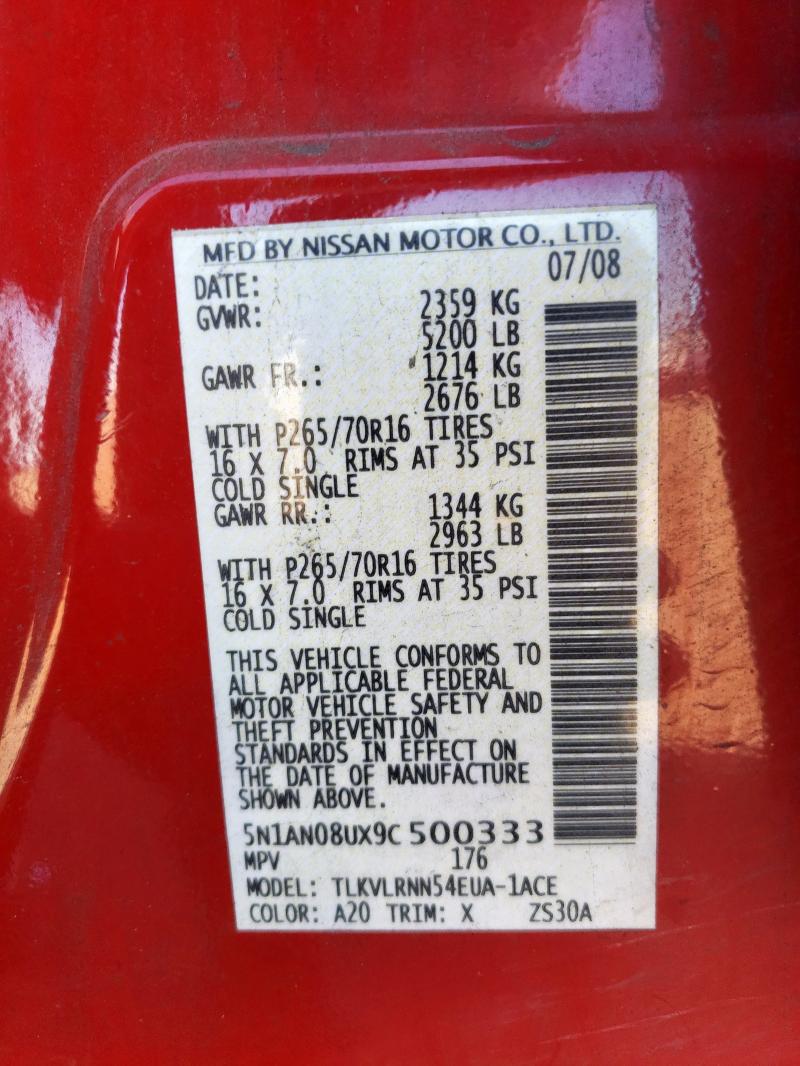 MFD BY NISSAN MOTOR CO., LTD.
DATE: 07/08
GVWR: 2359 KG
5200 LB
GAWR FR.: 1214 KG
2676 LB
WITH P265/70R16 TIRES
16 X 7.0 RIMS AT 35 PSI
COLD SINGLE
GAWR RR.: 1344 KG
2963 LB
WITH P265/70R16 TIRES
16 X 7.0 RIMS AT 35 PSI
COLD SINGLE
THIS VEHICLE CONFORMS TO
ALL APPLICABLE FEDERAL
MOTOR VEHICLE SAFETY AND
THEFT PREVENTION
STANDARDS IN EFFECT ON
THE DATE OF MANUFACTURE
SHOWN ABOVE.
5N1AN08UX9C500333
MPV 176
MODEL: TLKVLRNN54EUA-1ACE
COLOR: A20 TRIM: X ZS30A